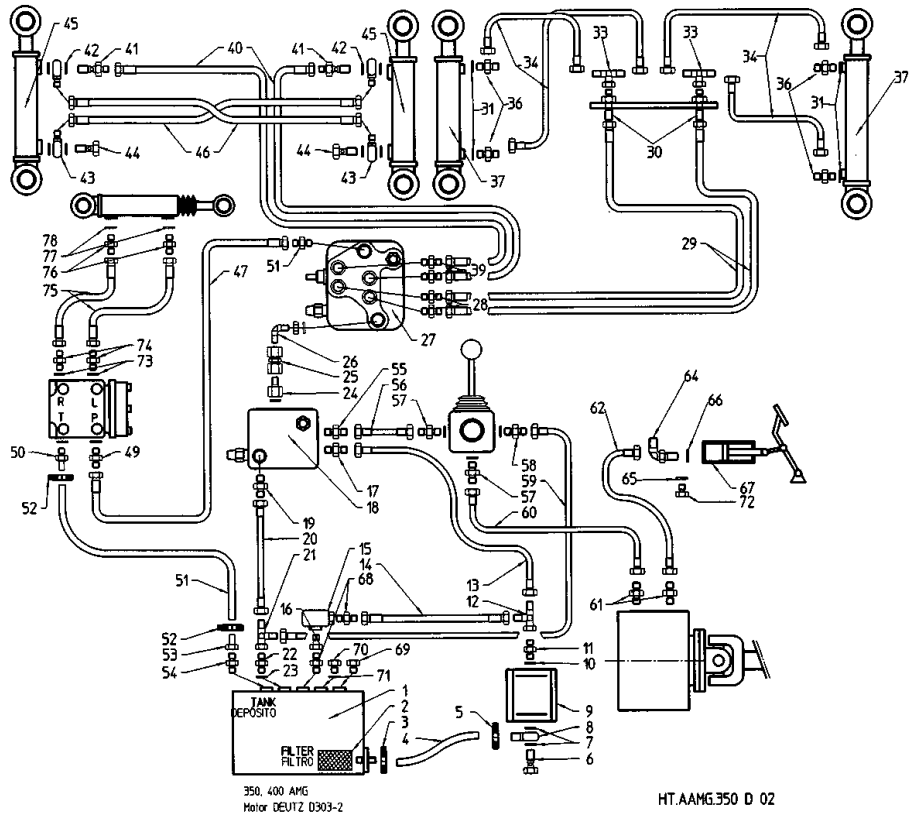 45 42 41 40 41 42 45 33 33
34 34
36 36
31 31 37
37
44 46 44 30
43 43
78
77
76 47 51 39 29
75 28
27
26
74 25
73 24 55 56 57 64 66
62
R L
T P
50 49 58 65 67
59 72
52 17 57
18
19 60
20
21 15 14 68 13
51 12 61
16
52 11
53 22 70 69 10
54 23 71
1 9
TANK
DEPÓSITO
2 3 5 8
4 7
FILTER
FILTRO
6
350, 400 AMG
Motor DEUTZ D303-2
HT.AAMG.350 D 02